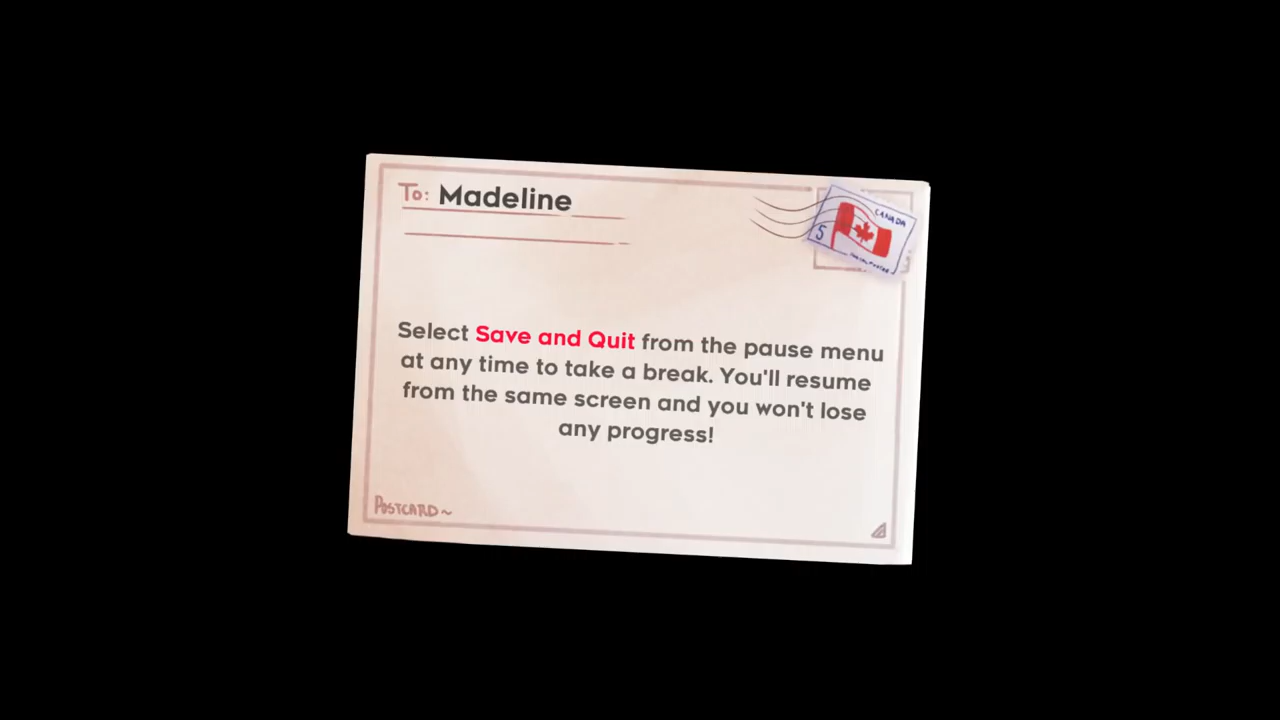 To: Madeline
CANADA
5
Select Save and Quit from the pause menu
at any time to take a break. You'll resume
from the same screen and you won't lose
any progress!
POSTCARD~